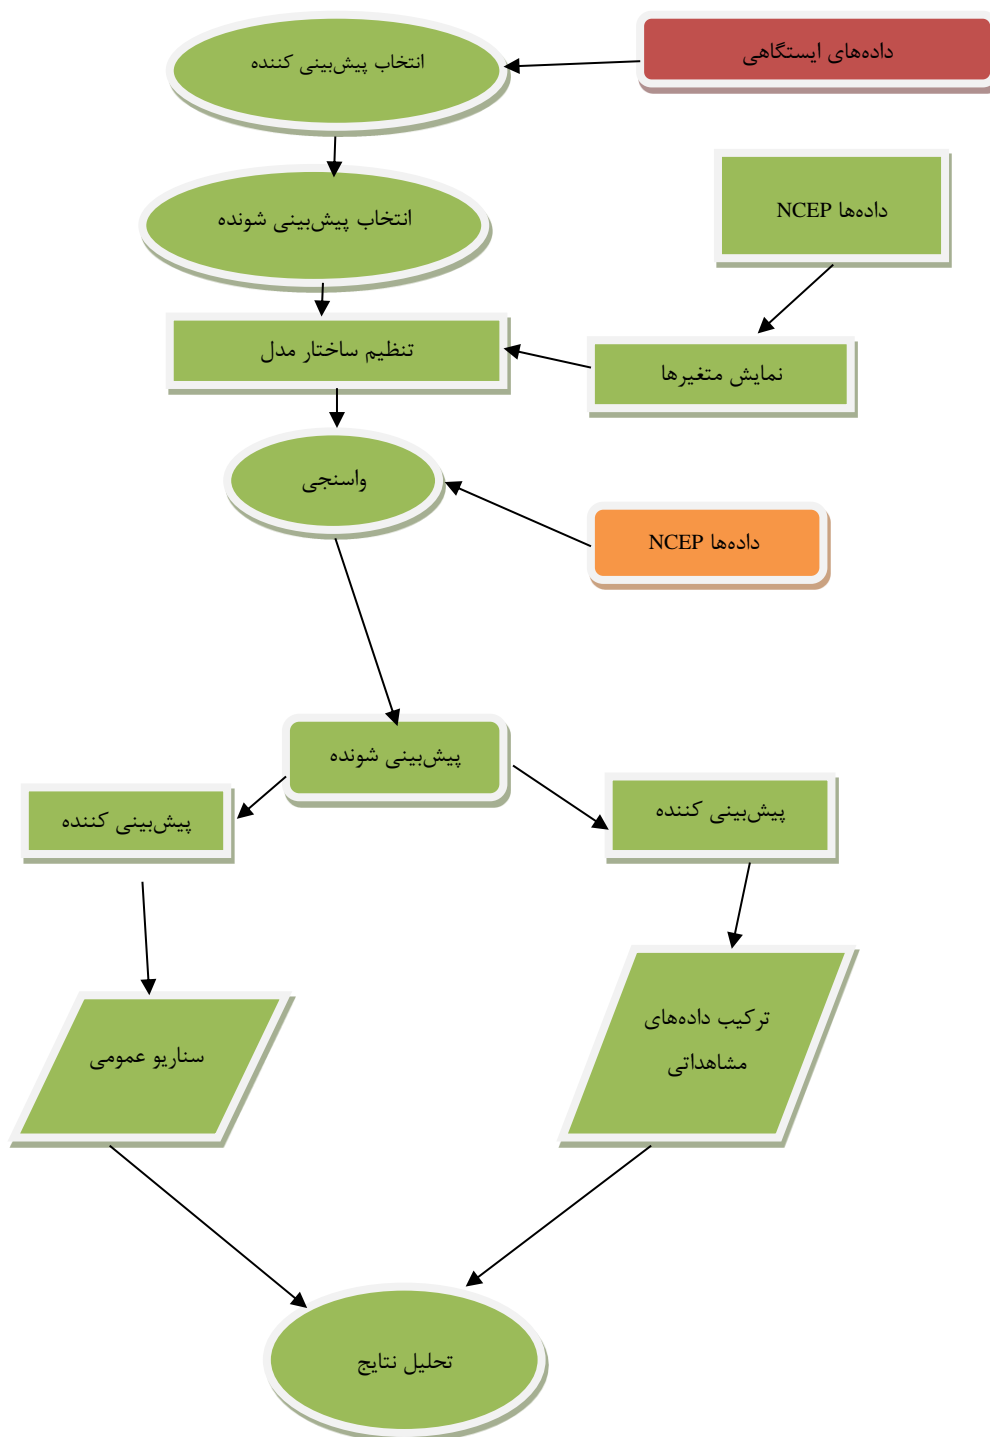 داده‌های ایستگاهی
انتخاب پیش‌بینی کننده
داده‌ها NCEP
انتخاب پیش‌بینی شونده
تنظیم ساختار مدل
نمایش متغیرها
واسنجی
داده‌ها NCEP
پیش‌بینی شونده
پیش‌بینی کننده
پیش‌بینی کننده
ترکیب داده‌های
مشاهداتی
سناریو عمومی
تحلیل نتایج